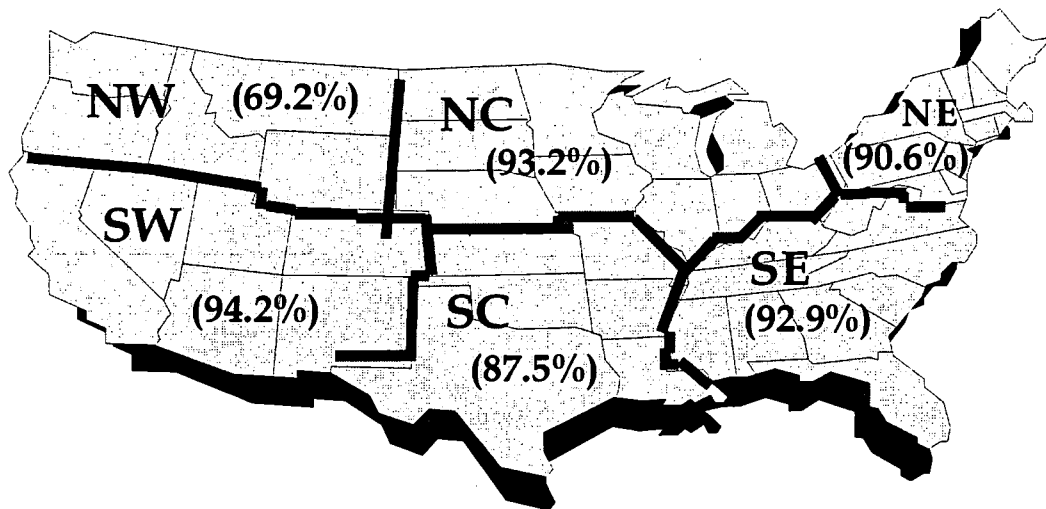 NW
(69.2%)
NC
(93.2%)
NE
(90.6%)
SW
(94.2%)
SC
(87.5%)
SE
(92.9%)